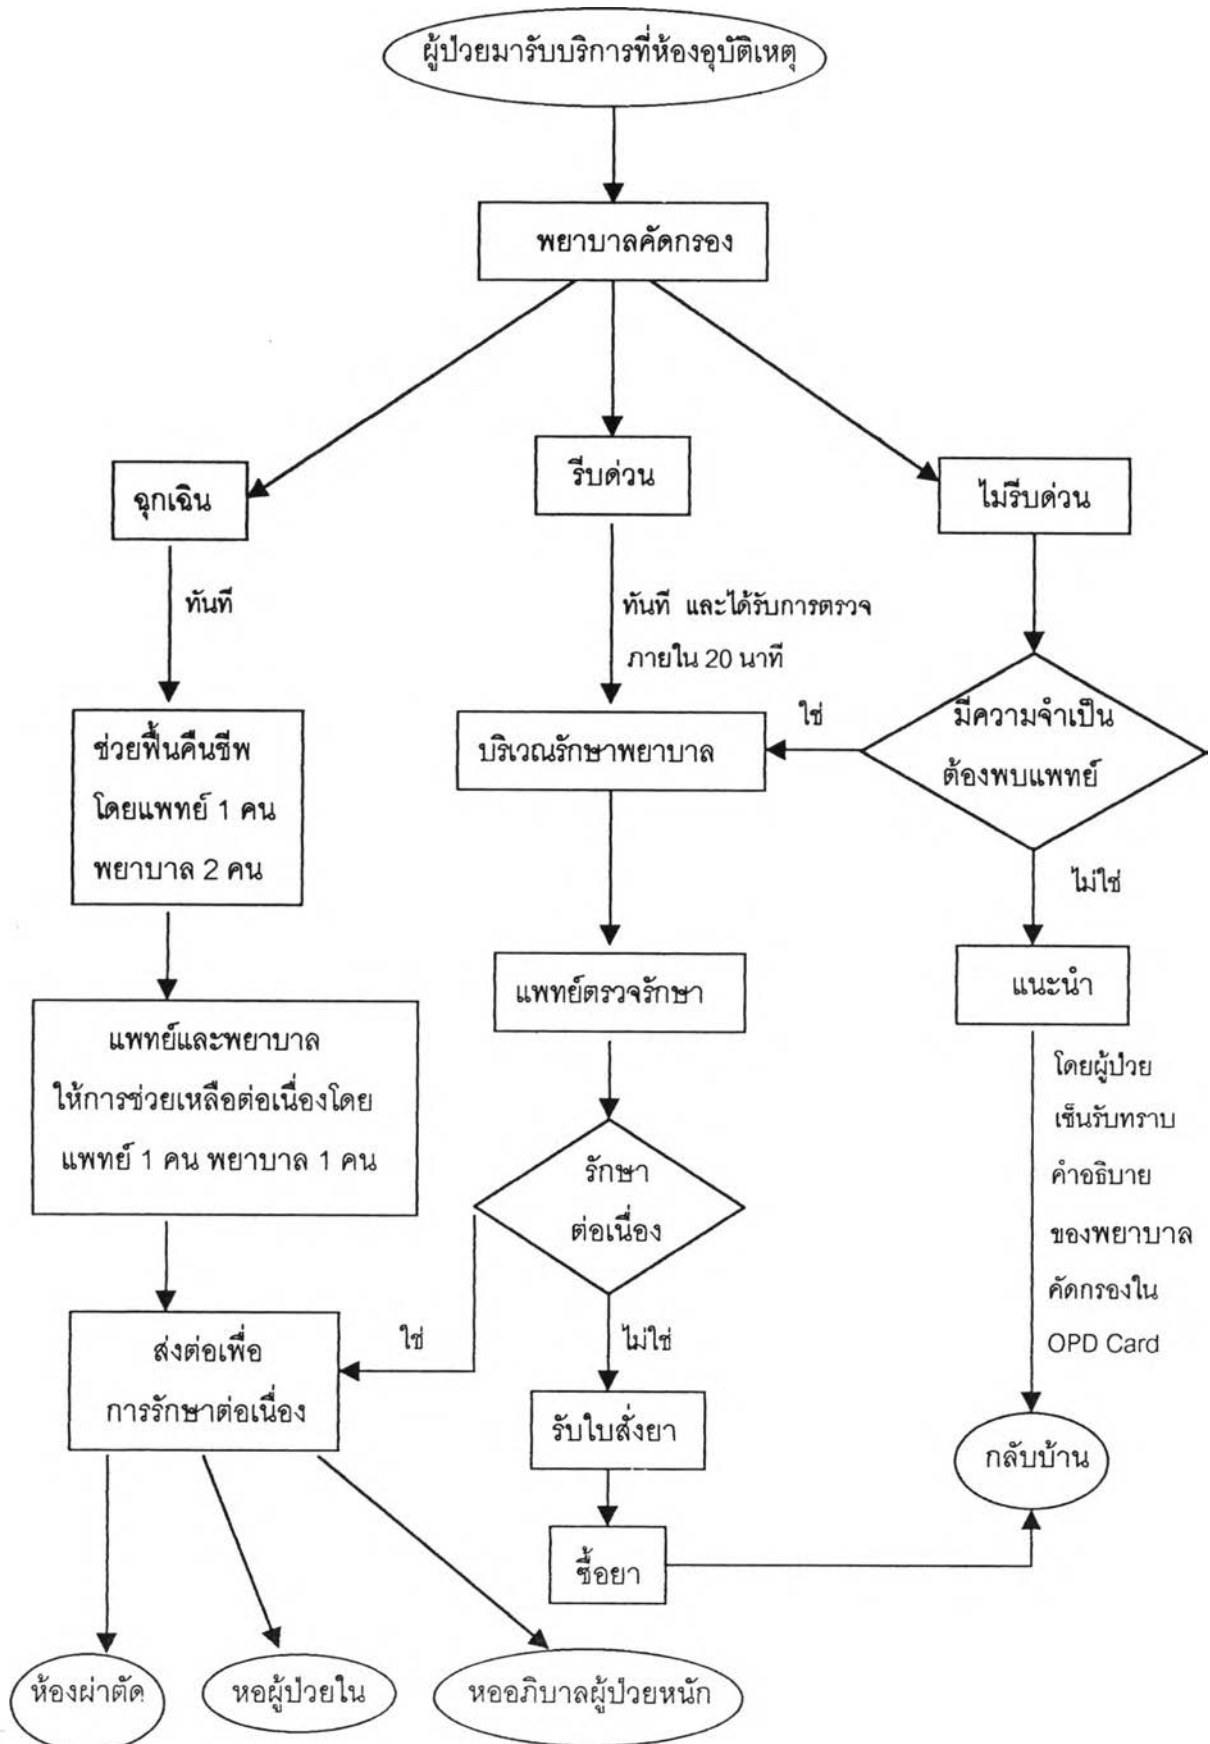 ผู้ป่วยมารับบริการที่ห้องอุบัติเหตุ
พยาบาลคัดกรอง
ฉุกเฉิน
รีบด่วน
ไม่รีบด่วน
ทันที
ทันที และได้รับการตรวจ
ภายใน 20 นาที
ช่วยฟื้นคืนชีพ
โดยแพทย์ 1 คน
พยาบาล 2 คน
บริเวณรักษาพยาบาล
ใช่
มีความจำเป็น
ต้องพบแพทย์
ไม่ใช่
แพทย์และพยาบาล
ให้การช่วยเหลือต่อเนื่องโดย
แพทย์ 1 คน พยาบาล 1 คน
แพทย์ตรวจรักษา
แนะนำ
โดยผู้ป่วย
เซ็นรับทราบ
คำอธิบาย
ของพยาบาล
คัดกรองใน
OPD Card
รักษา
ต่อเนื่อง
ใช่
ไม่ใช่
ส่งต่อเพื่อ
การรักษาต่อเนื่อง
รับใบสั่งยา
กลับบ้าน
ซื้อยา
ห้องผ่าตัด
หอผู้ป่วยใน
หออภิบาลผู้ป่วยหนัก